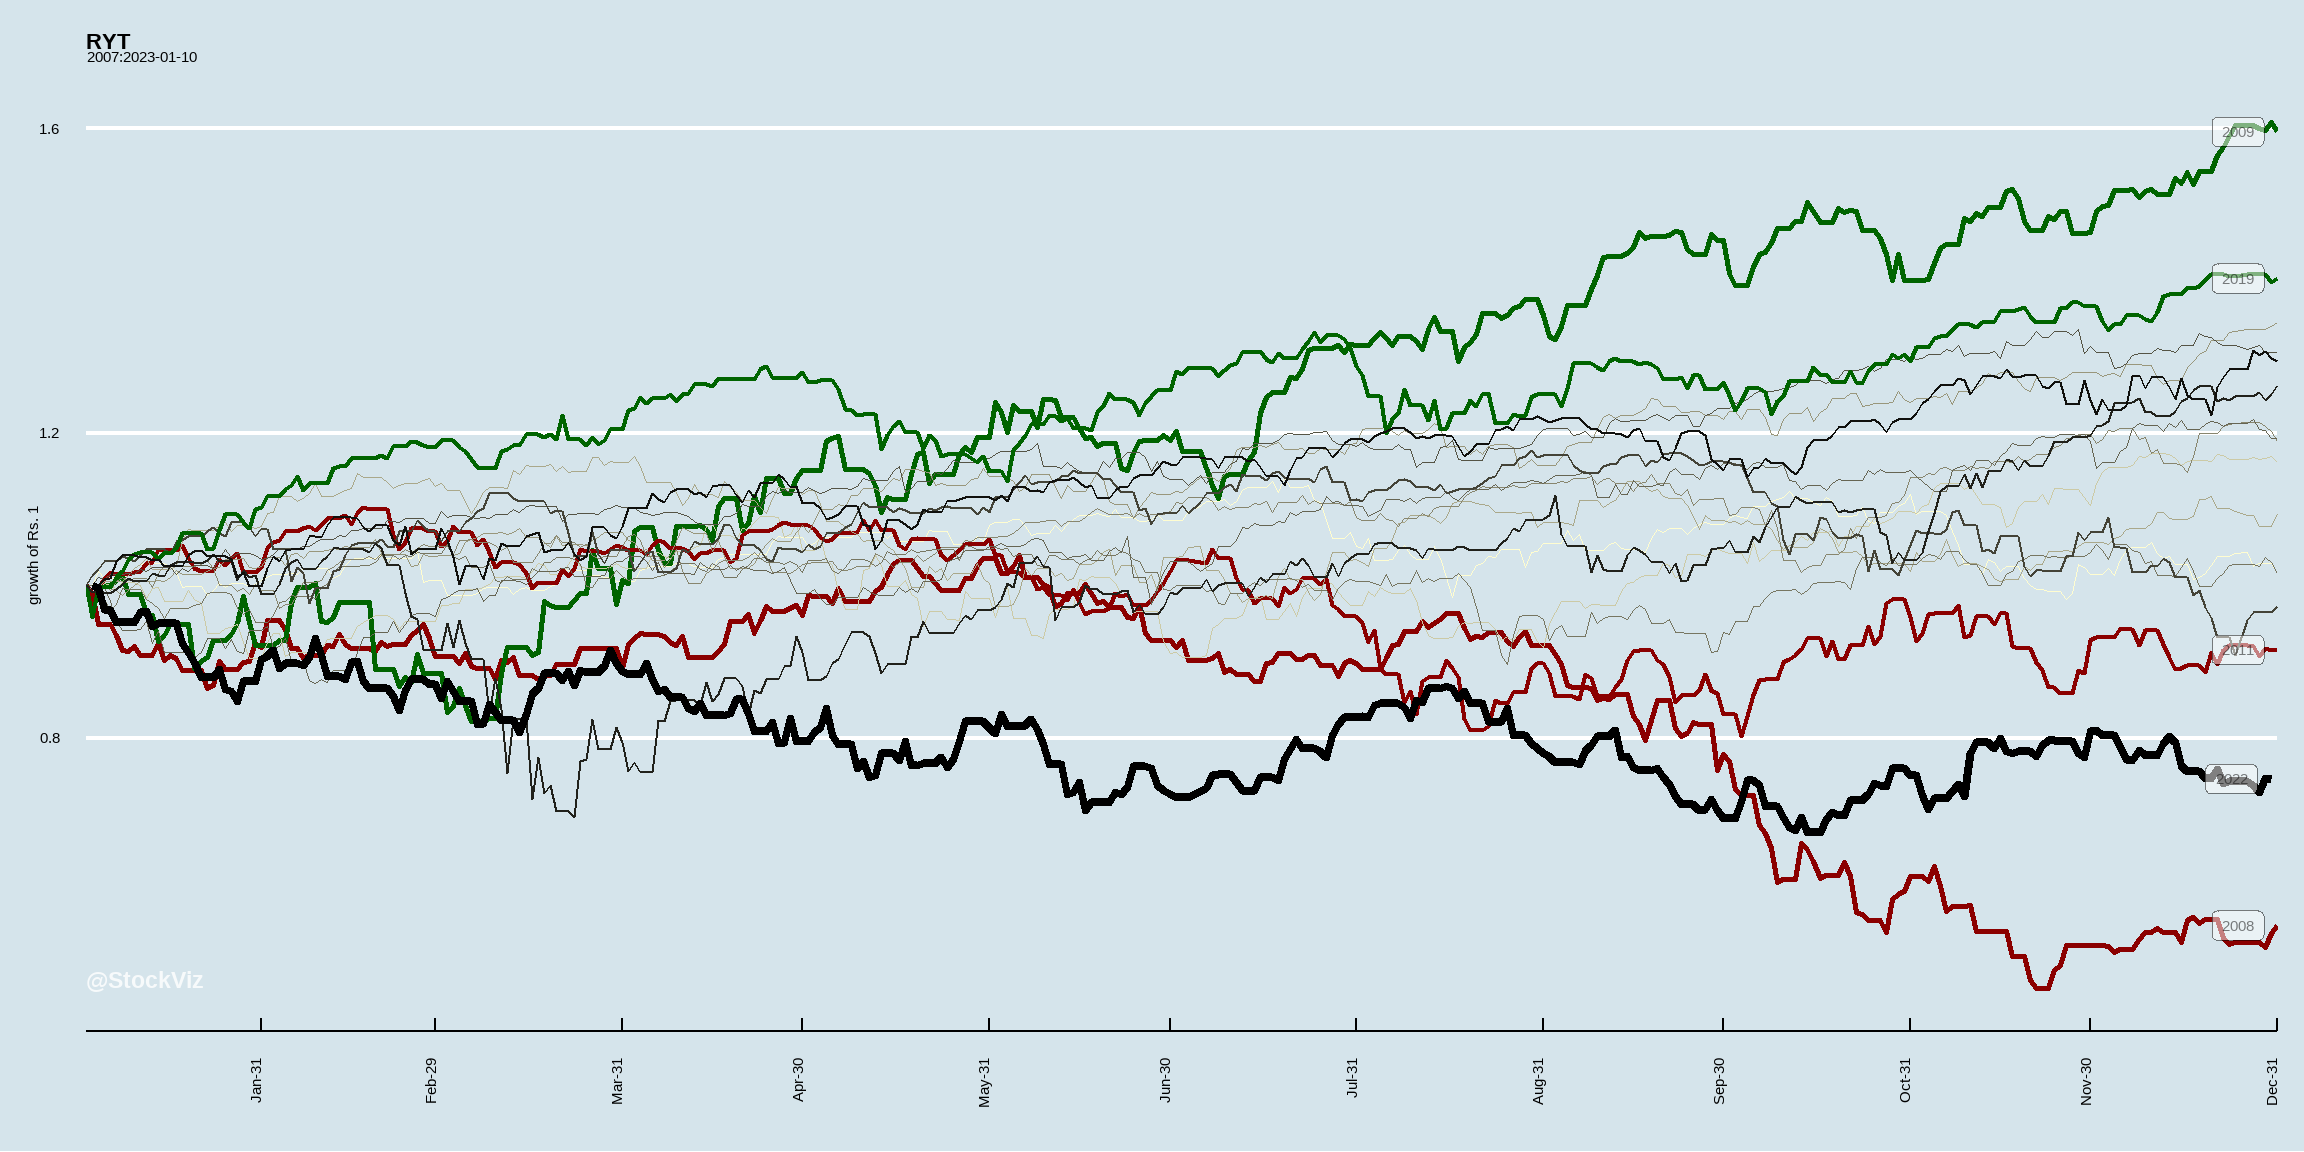 RYT
2007:2023-01-10
1.6
1.2
0.8
growth of Rs. 1
2009
2019
2011
2022
2008
@StockViz
Jan-31
Feb-29
Mar-31
Apr-30
May-31
Jun-30
Jul-31
Aug-31
Sep-30
Oct-31
Nov-30
Dec-31